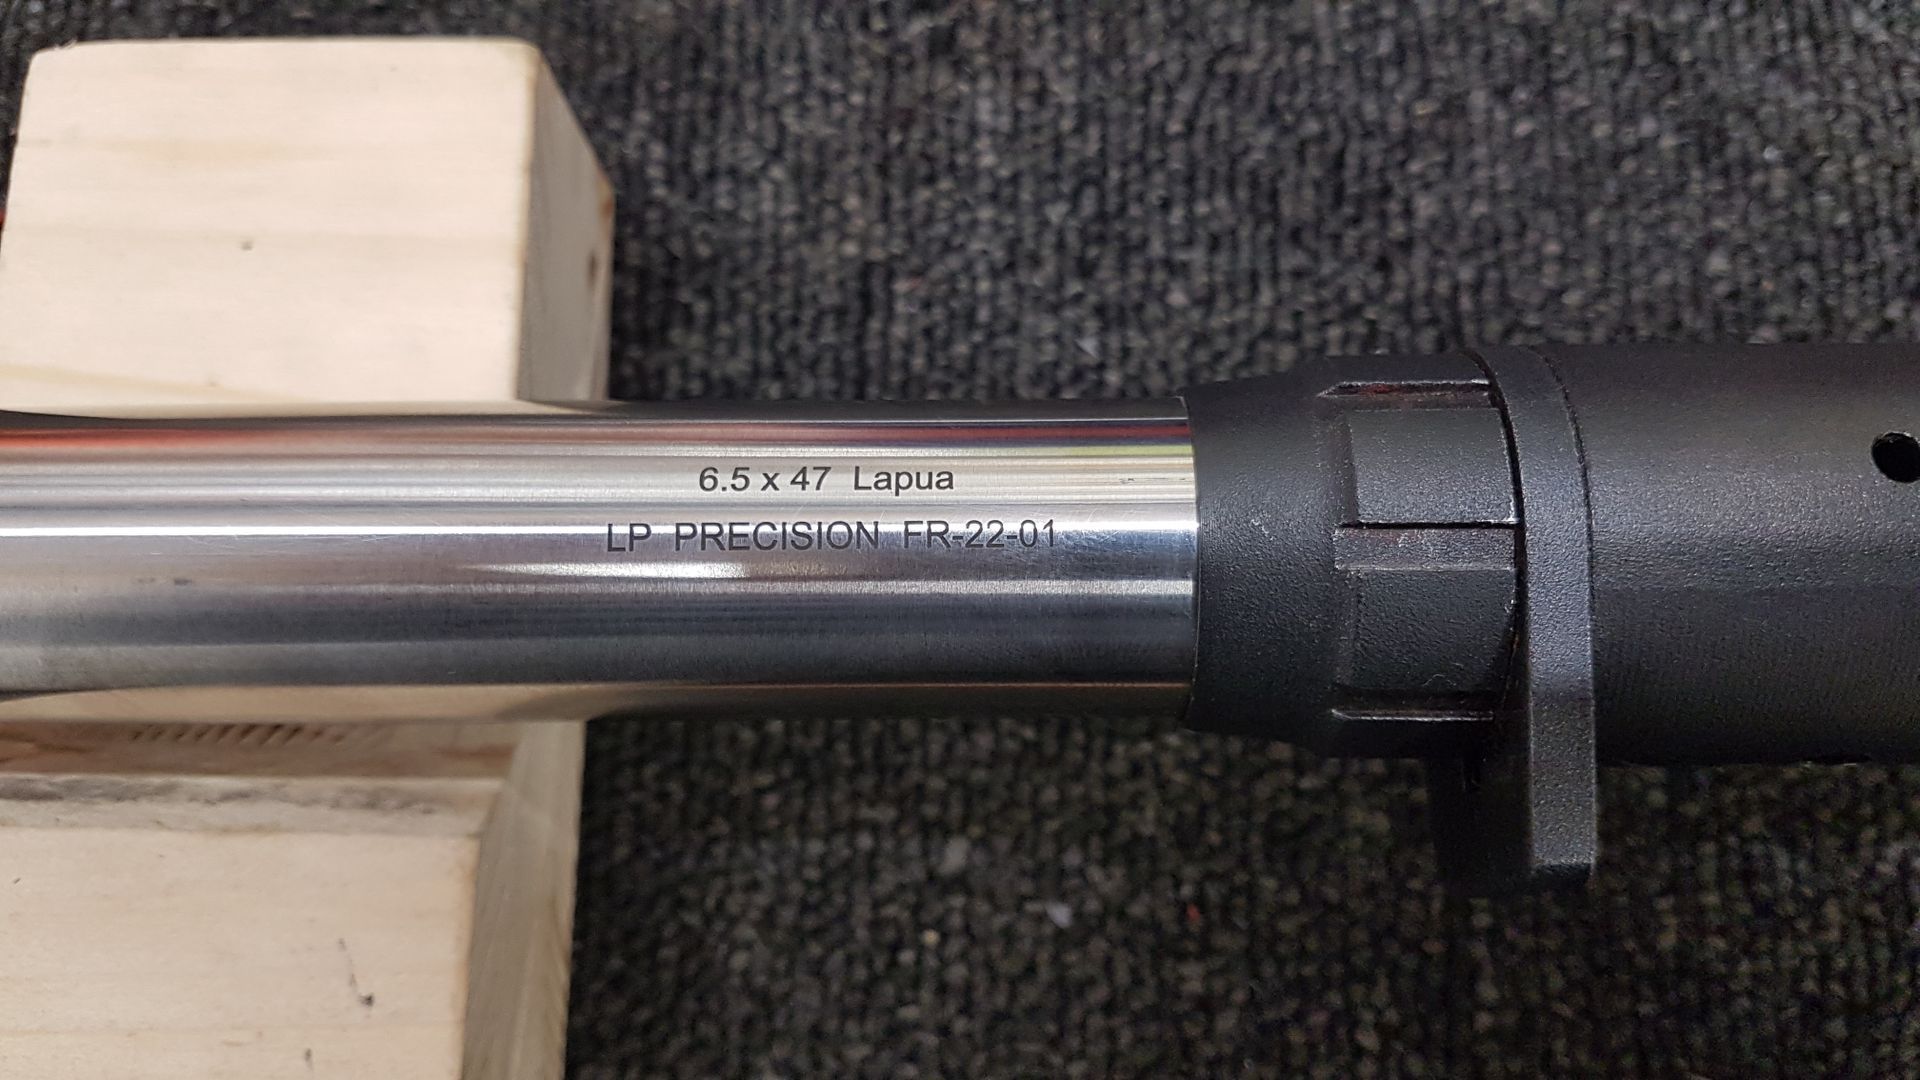 6.5 x 47 Lapua
LP PRECISION FR-22-01